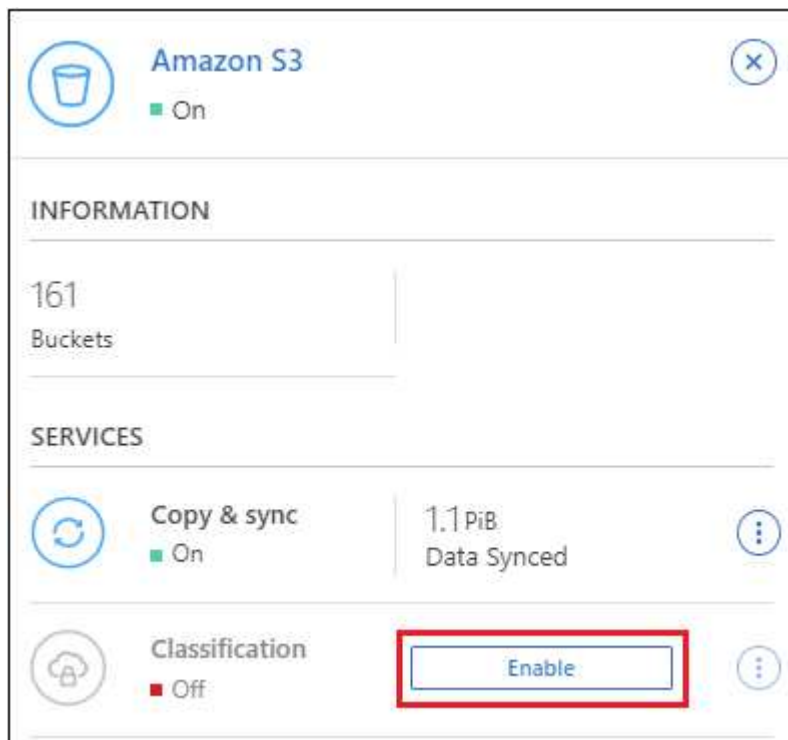 Amazon S3
On
INFORMATION
161
Buckets
SERVICES
Copy & sync
On
1.1 PiB
Data Synced
Classification
Off
Enable